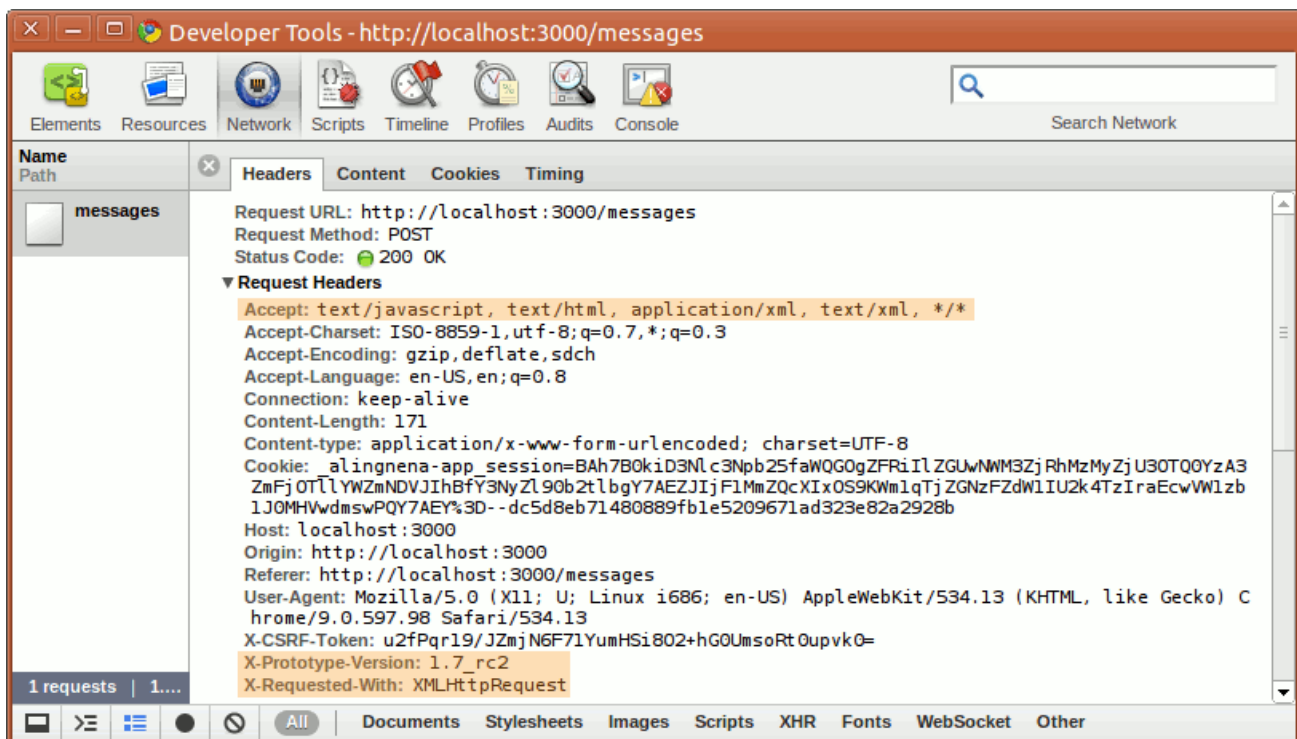 Developer Tools - http://localhost:3000/messages
Elements Resources Network Scripts Timeline Profiles Audits Console Search Network
Name
Path
Headers Content Cookies Timing
messages
Request URL: http://localhost:3000/messages
Request Method: POST
Status Code: 200 OK
Request Headers
Accept: text/javascript, text/html, application/xml, text/xml, */*
Accept-Charset: ISO-8859-1,utf-8;q=0.7,*;q=0.3
Accept-Encoding: gzip,deflate,sdch
Accept-Language: en-US,en;q=0.8
Connection: keep-alive
Content-Length: 171
Content-type: application/x-www-form-urlencoded; charset=UTF-8
Cookie: _alingnena-app_session=BAh7B0kiD3Nlc3Npb25faWQGOgZFRiIlZGUwNWM3ZjRhMzMyZjU3OTQ0YzA3
ZmFjOTllYWZmNDVJIhBfY3NyZl90b2tlbgY7AEZJIjFlMmZQcXIxOS9KWmlqTjZGNzFZdW1IU2k4TzIraEcwVW1zb
1J0MHVwdmswPQY7AEY%3D--dc5d8eb71480889fb1e5209671ad323e82a2928b
Host: localhost:3000
Origin: http://localhost:3000
Referer: http://localhost:3000/messages
User-Agent: Mozilla/5.0 (X11; U; Linux i686; en-US) AppleWebKit/534.13 (KHTML, like Gecko) C
hrome/9.0.597.98 Safari/534.13
X-CSRF-Token: u2fPqr19/JZmjN6F71YumHSi8O2+hG0UmsoRt0upvk0=
X-Prototype-Version: 1.7_rc2
X-Requested-With: XMLHttpRequest
1 requests | 1....
All Documents Stylesheets Images Scripts XHR Fonts WebSocket Other